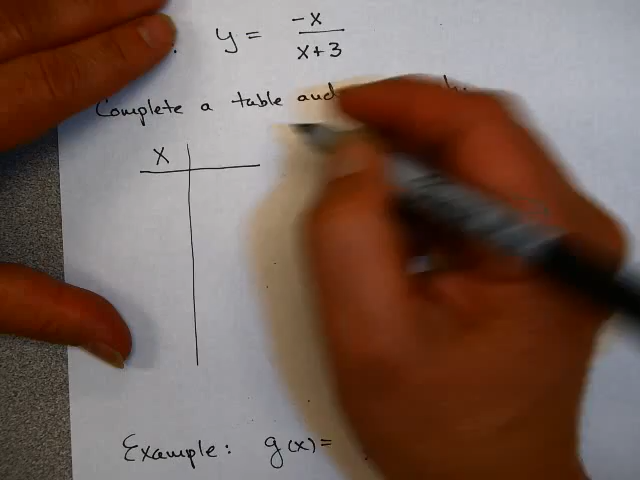 y = -x / x+3
Complete a table and
x
Example: g(x) =